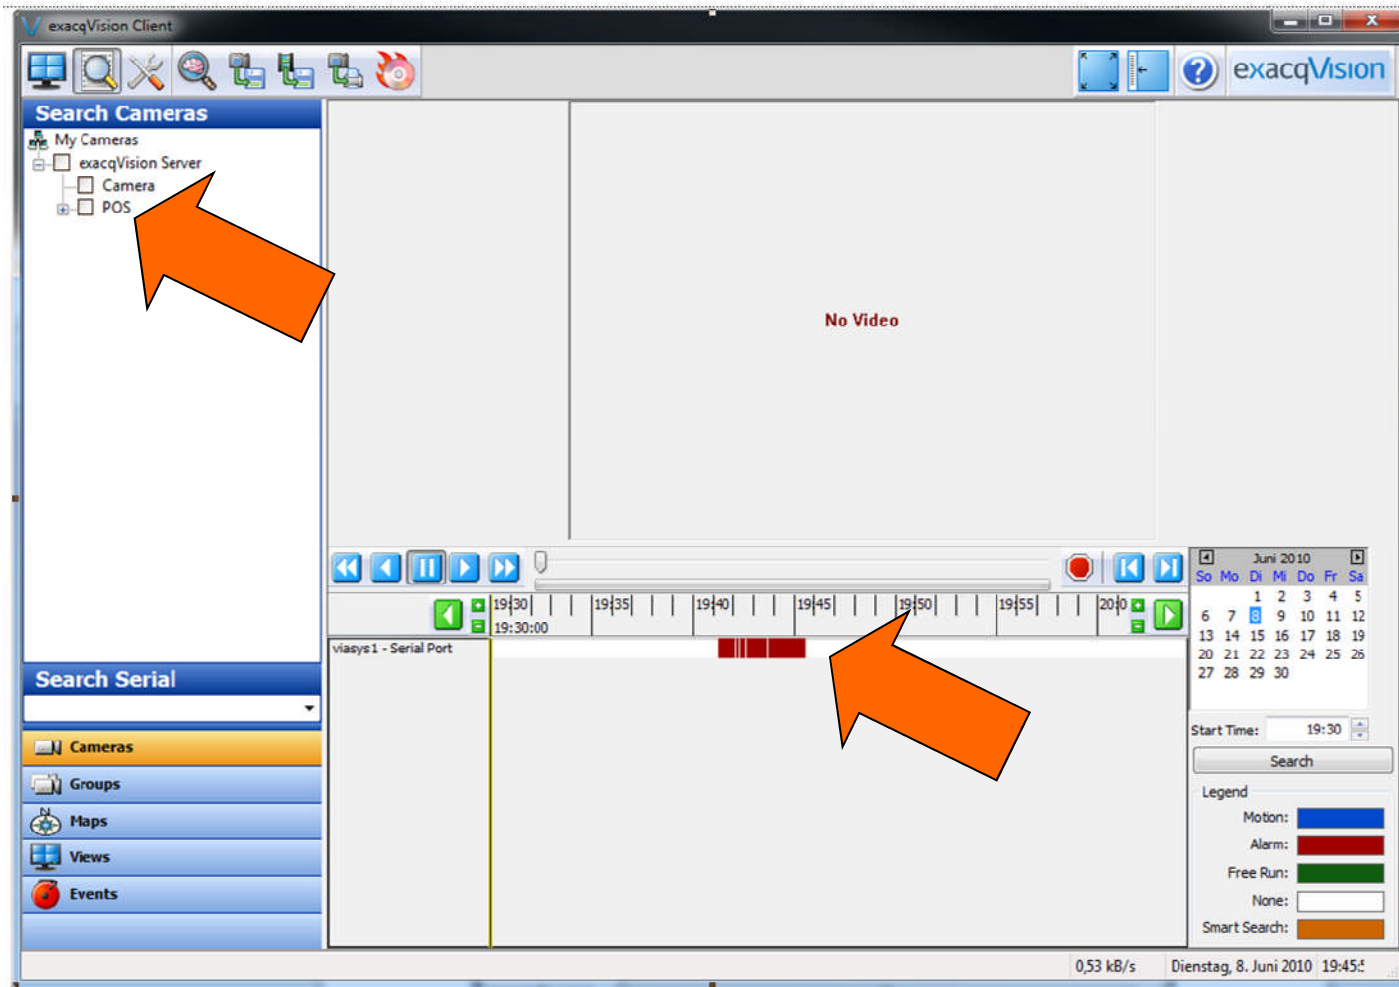 exacqVision Client
exacqVision
Search Cameras
My Cameras
exacqVision Server
Camera
POS
No Video
Juni 2010
So Mo Di Mi Do Fr Sa
1 2 3 4 5
6 7 8 9 10 11 12
13 14 15 16 17 18 19
20 21 22 23 24 25 26
27 28 29 30
19:30 19:35 19:40 19:45 19:50 19:55 20:0
19:30:00
viasys1 - Serial Port
Search Serial
Cameras
Groups
Maps
Views
Events
Start Time: 19:30
Search
Legend
Motion:
Alarm:
Free Run:
None:
Smart Search:
0,53 kB/s Dienstag, 8. Juni 2010 19:45: